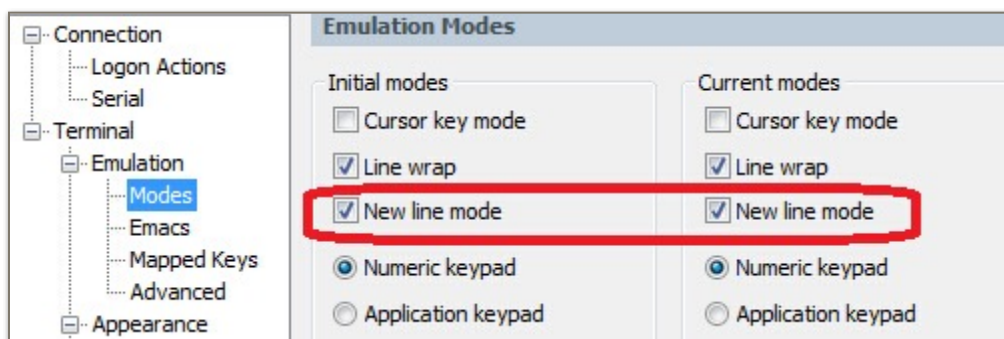 Connection
Logon Actions
Serial
Terminal
Emulation
Modes
Emacs
Mapped Keys
Advanced
Appearance
Emulation Modes
Initial modes
Cursor key mode
Line wrap
New line mode
Numeric keypad
Application keypad
Current modes
Cursor key mode
Line wrap
New line mode
Numeric keypad
Application keypad